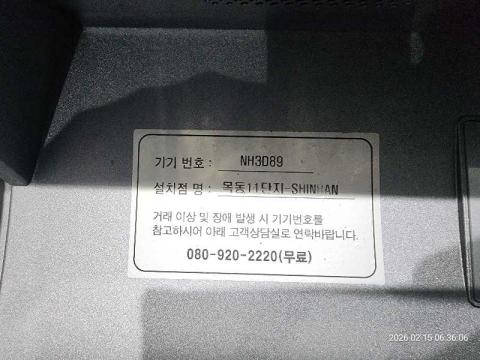 기기 번호 : NH3D89
설치점 명 : 목동11단지-SHINHAN
거래 이상 및 장애 발생 시 기기번호를
참고하시어 아래 고객상담실로 연락바랍니다.
080-920-2220(무료)
2026-02-15 06:36:06